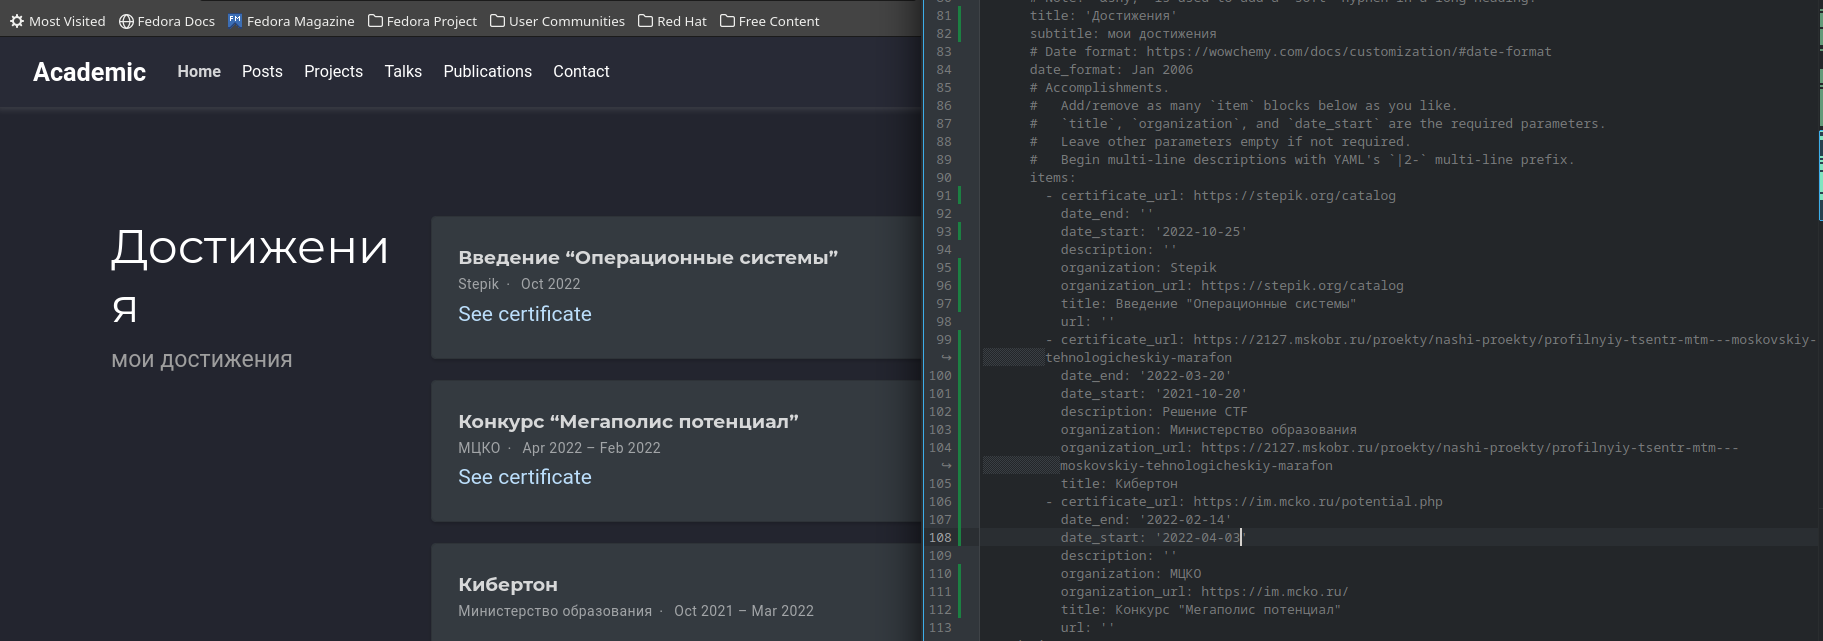 Most Visited Fedora Docs Fedora Magazine Fedora Project User Communities Red Hat Free Content
Academic Home Posts Projects Talks Publications Contact
Достижени
я
мои достижения
Введение “Операционные системы”
Stepik · Oct 2022
See certificate
Конкурс “Мегаполис потенциал”
МЦКО · Apr 2022 – Feb 2022
See certificate
Кибертон
Министерство образования · Oct 2021 – Mar 2022
81 title: 'Достижения'
82 subtitle: мои достижения
83 # Date format: https://wowchemy.com/docs/customization/#date-format
84 date_format: Jan 2006
85 # Accomplishments.
86 #   Add/remove as many `item` blocks below as you like.
87 #   `title`, `organization`, and `date_start` are the required parameters.
88 #   Leave other parameters empty if not required.
89 #   Begin multi-line descriptions with YAML's `|2-` multi-line prefix.
90 items:
91 - certificate_url: https://stepik.org/catalog
92 date_end: ''
93 date_start: '2022-10-25'
94 description: ''
95 organization: Stepik
96 organization_url: https://stepik.org/catalog
97 title: Введение "Операционные системы"
98 url: ''
99 - certificate_url: https://2127.mskobr.ru/proekty/nashi-proekty/profilnyiy-tsentr-mtm---moskovskiy-
↪ tehnologicheskiy-marafon
100 date_end: '2022-03-20'
101 date_start: '2021-10-20'
102 description: Решение CTF
103 organization: Министерство образования
104 organization_url: https://2127.mskobr.ru/proekty/nashi-proekty/profilnyiy-tsentr-mtm---
↪ moskovskiy-tehnologicheskiy-marafon
105 title: Кибертон
106 - certificate_url: https://im.mcko.ru/potential.php
107 date_end: '2022-02-14'
108 date_start: '2022-04-03'
109 description: ''
110 organization: МЦКО
111 organization_url: https://im.mcko.ru/
112 title: Конкурс "Мегаполис потенциал"
113 url: ''